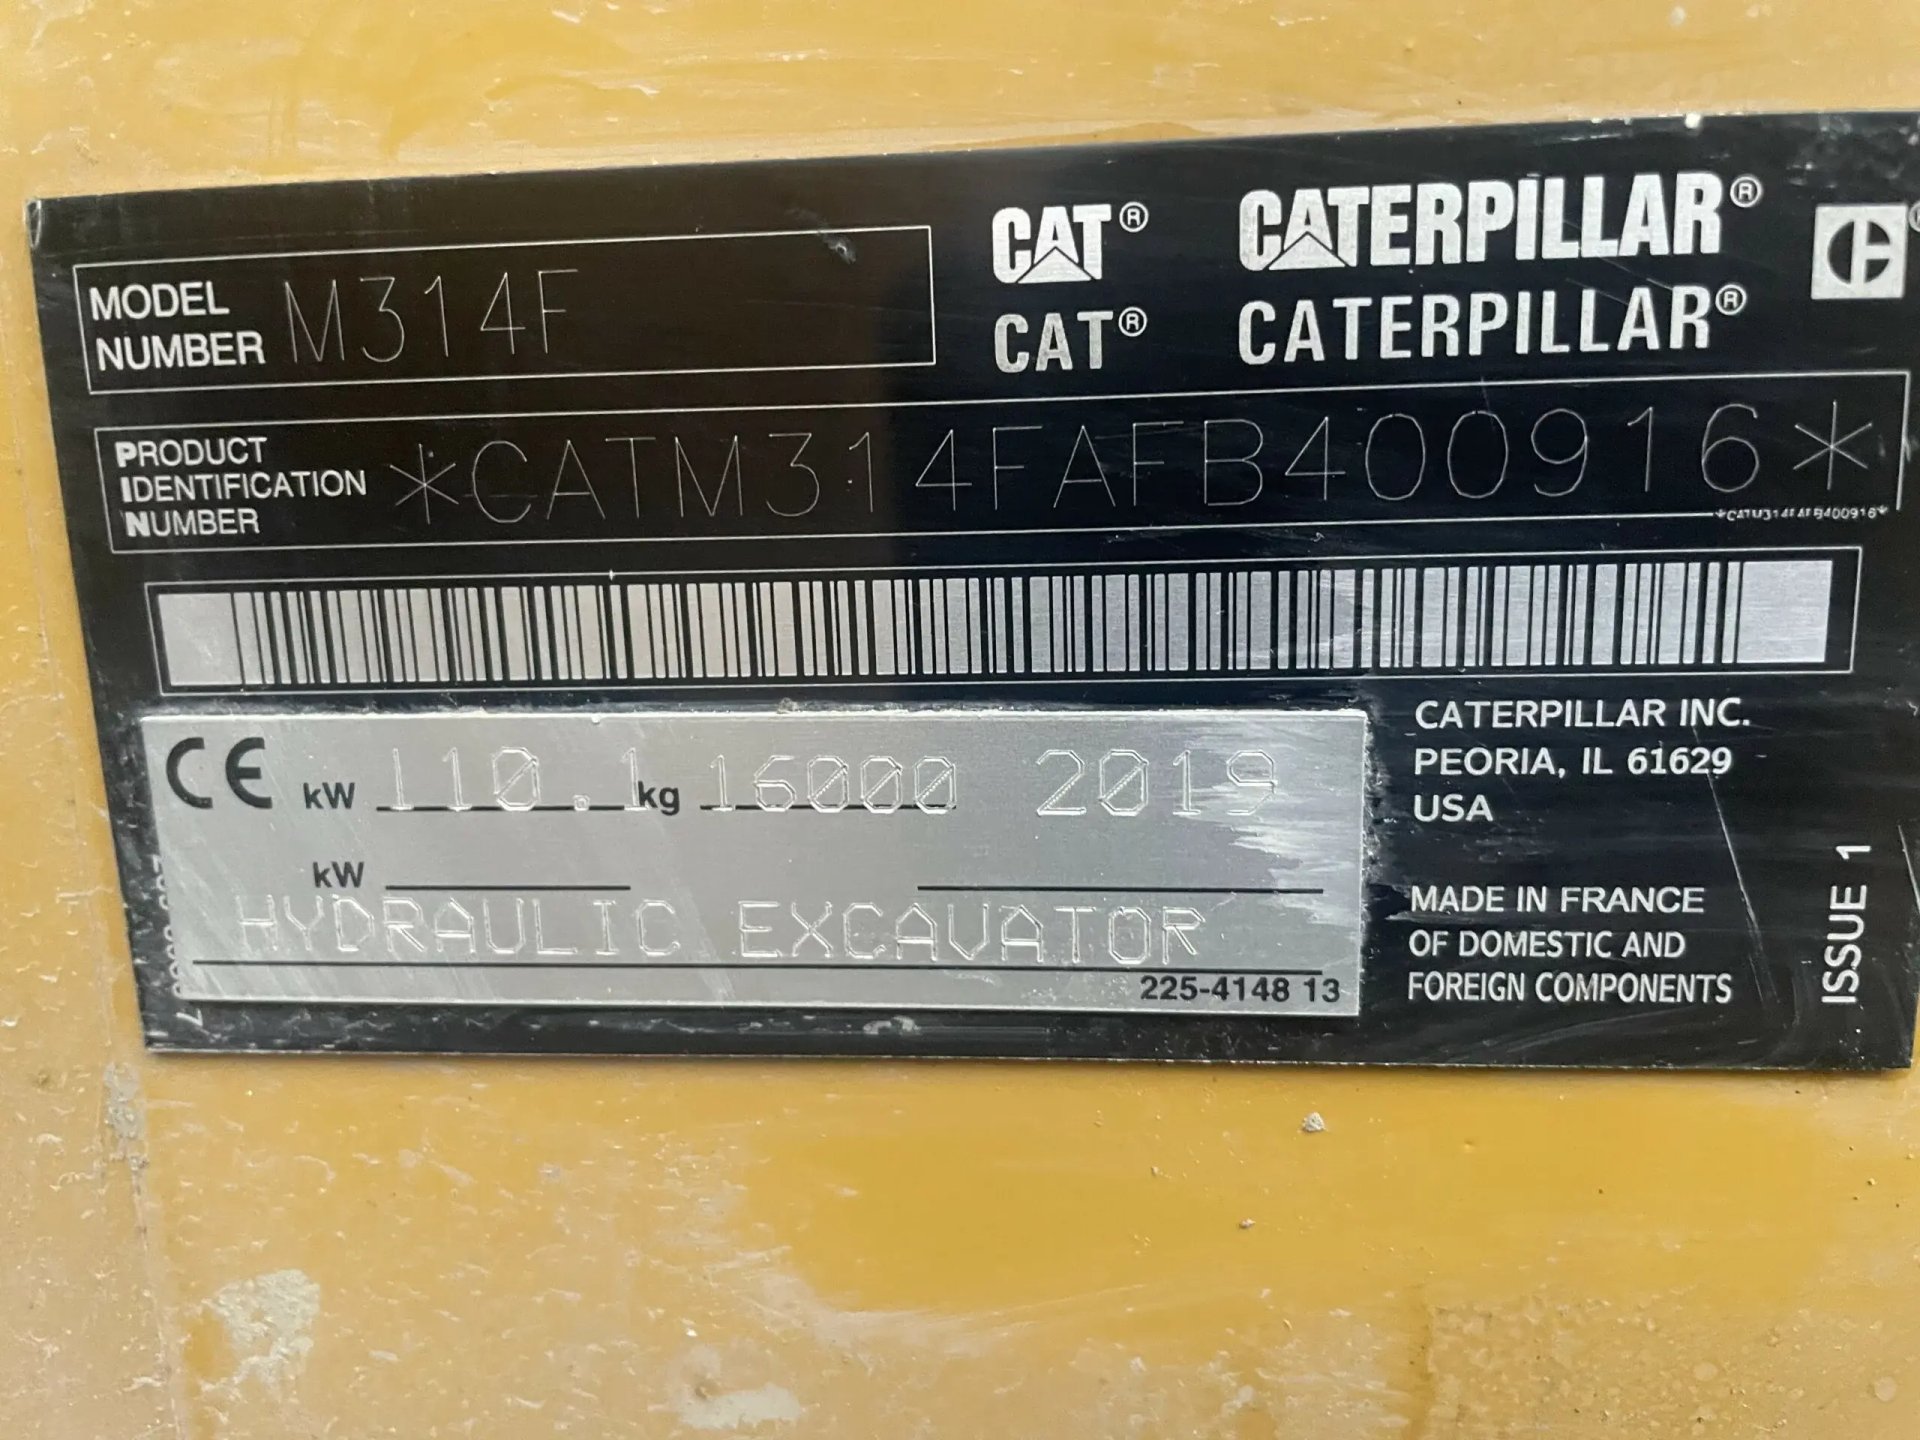 MODEL NUMBER M314F
CAT® CATERPILLAR®
CAT® CATERPILLAR®
PRODUCT IDENTIFICATION NUMBER *CATM314FAFB400916*
*CATM314FAFB400916*
CE kW 110.1 kg 16000 2019
kW
HYDRAULIC EXCAVATOR
225-4148 13
CATERPILLAR INC.
PEORIA, IL 61629
USA
MADE IN FRANCE
OF DOMESTIC AND
FOREIGN COMPONENTS
ISSUE 1